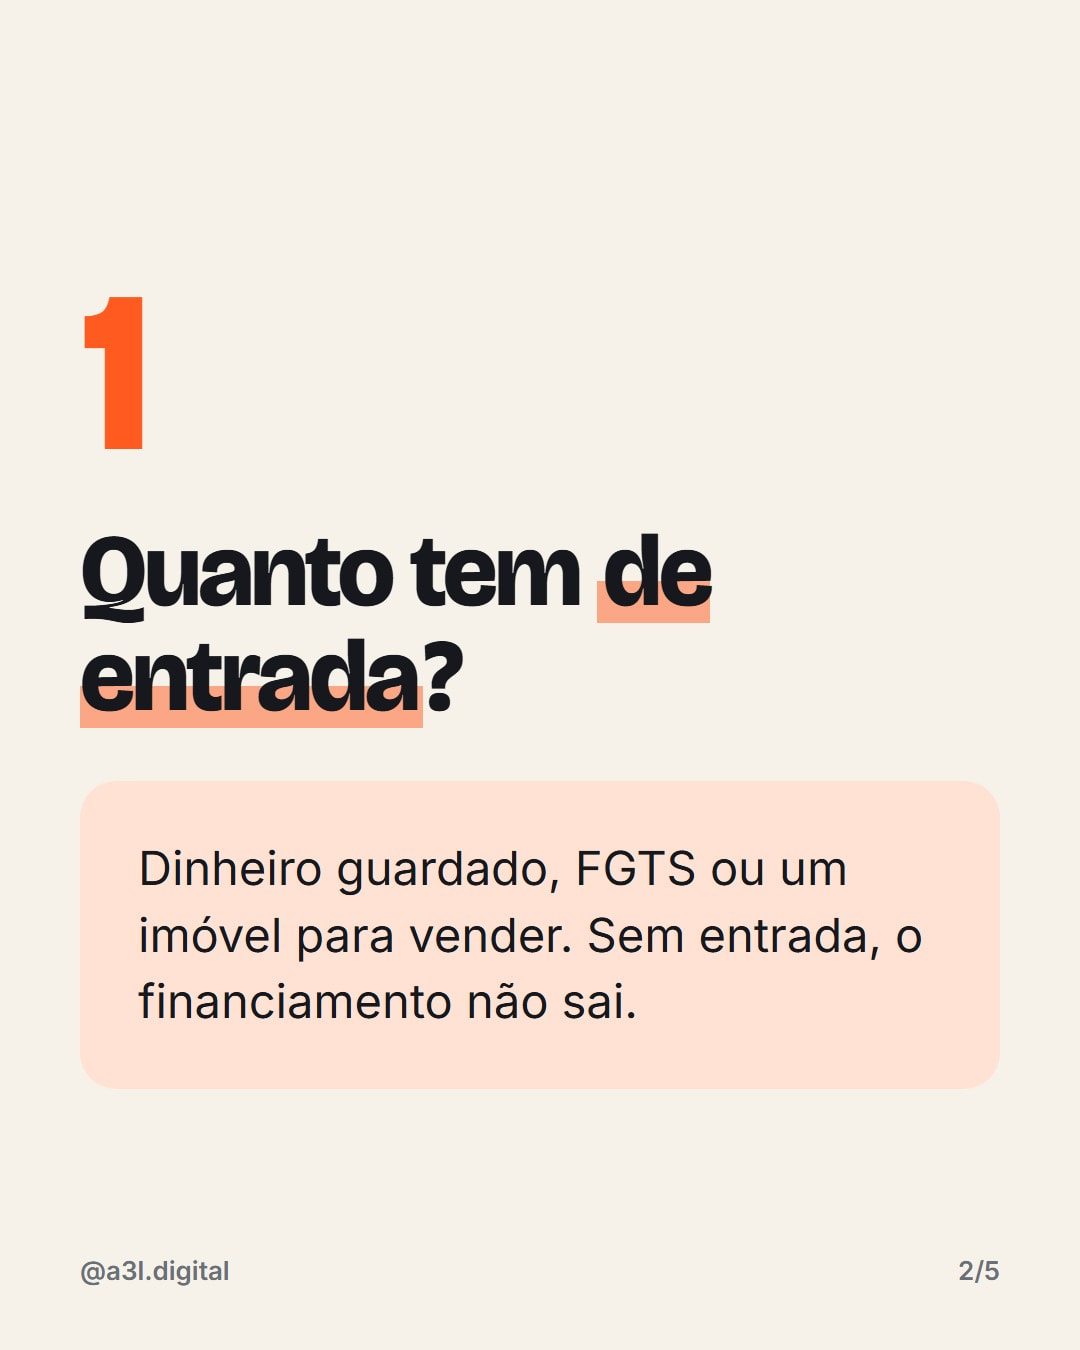 1
Quanto tem de
entrada?
Dinheiro guardado, FGTS ou um
imóvel para vender. Sem entrada, o
financiamento não sai.
@a3l.digital
2/5